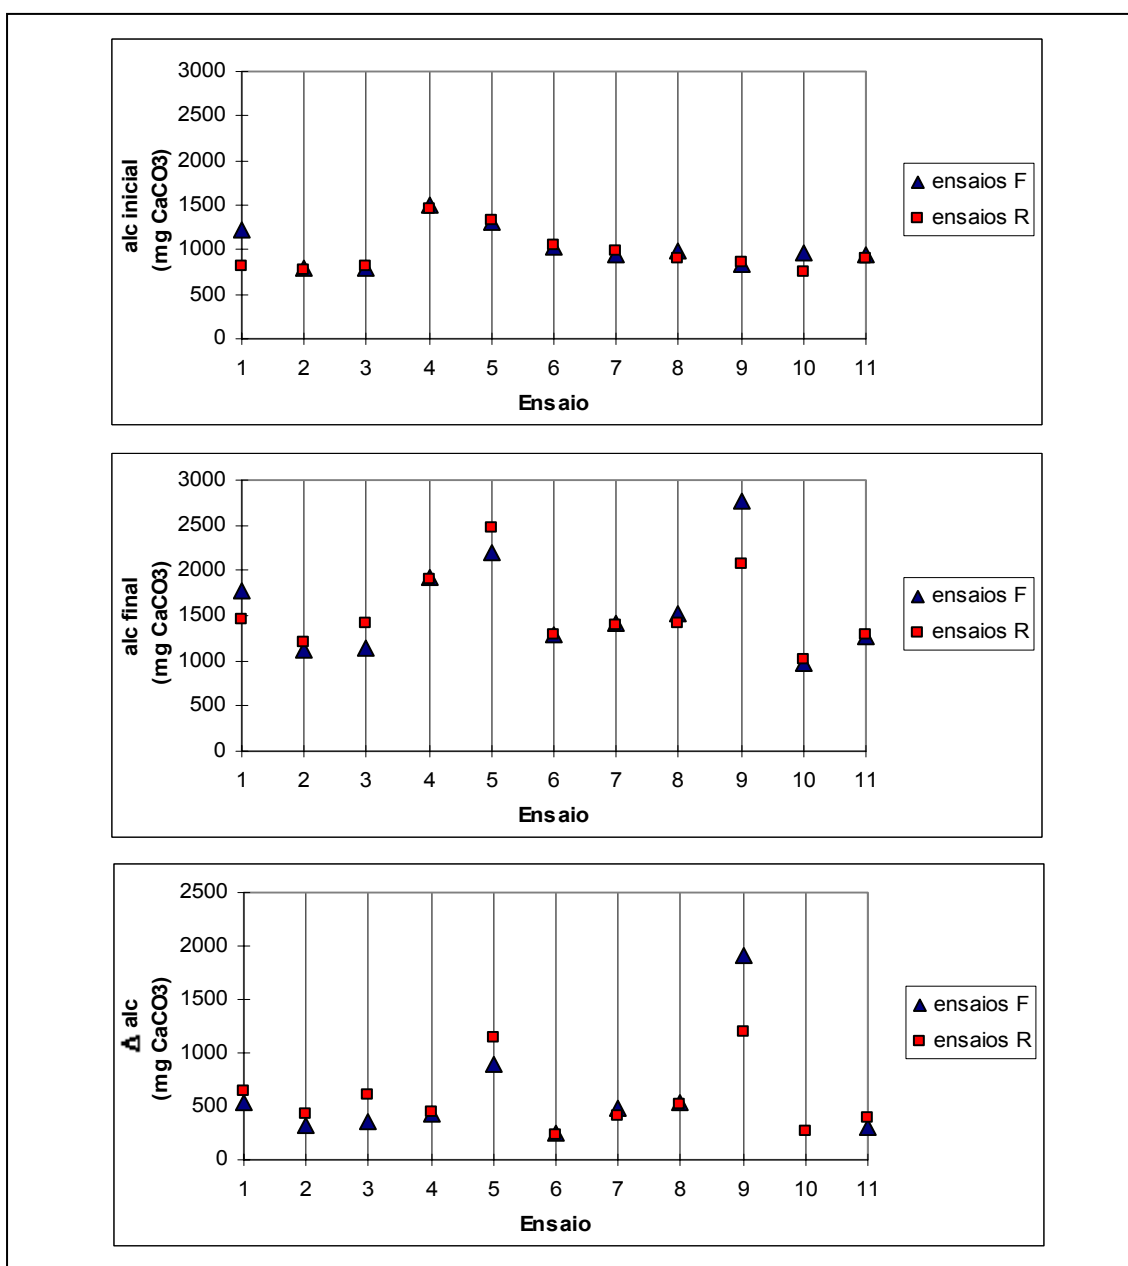 3000
2500
2000
1500
1000
500
0
alc inicial
(mg CaCO3)
1 2 3 4 5 6 7 8 9 10 11
Ensaio
ensaios F
ensaios R
3000
2500
2000
1500
1000
500
0
alc final
(mg CaCO3)
1 2 3 4 5 6 7 8 9 10 11
Ensaio
ensaios F
ensaios R
2500
2000
1500
1000
500
0
Δ alc
(mg CaCO3)
1 2 3 4 5 6 7 8 9 10 11
Ensaio
ensaios F
ensaios R